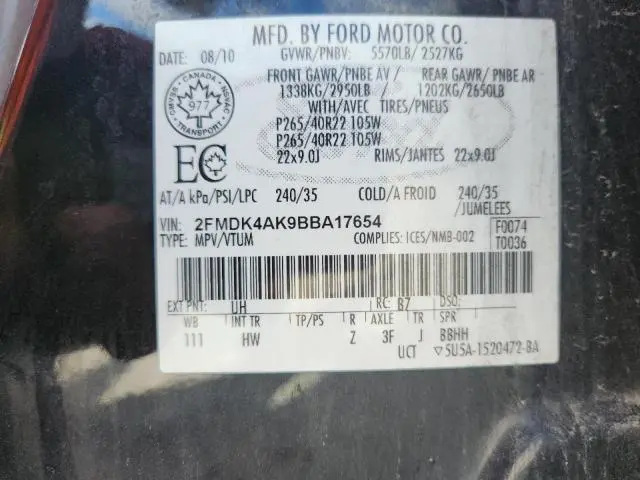 MFD. BY FORD MOTOR CO.
DATE: 08/10 GVWR/PNBV: 5570LB/ 2527KG
FRONT GAWR/PNBE AV / REAR GAWR/PNBE AR
1338KG/2950LB 1202KG/2650LB
WITH/AVEC TIRES/PNEUS
P265/40R22 105W
P265/40R22 105W
22x9.0J RIMS/JANTES 22x9.0J
CANADA
NSVAC
977
TRANSPORT
EC
AT/A kPa/PSI/LPC 240/35 COLD/A FROID 240/35
/JUMELEES
VIN: 2FMDK4AK9BBA17654 F0074
TYPE: MPV/VTUM COMPLIES: ICES/NMB-002 T0036
EXT PNT: UH RC: B7 DSO:
WB INT TR TP/PS R AXLE TR SPR
111 HW Z 3F J BBHH
UCT ▽5U5A-1520472-BA